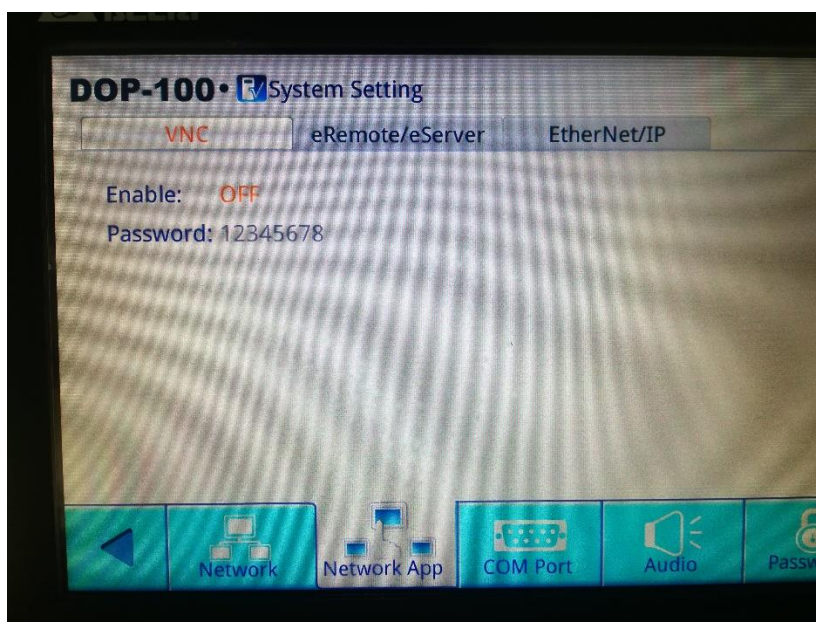 DOP-100 System Setting
VNC eRemote/eServer EtherNet/IP
Enable: OFF
Password: 12345678
Network Network App COM Port Audio